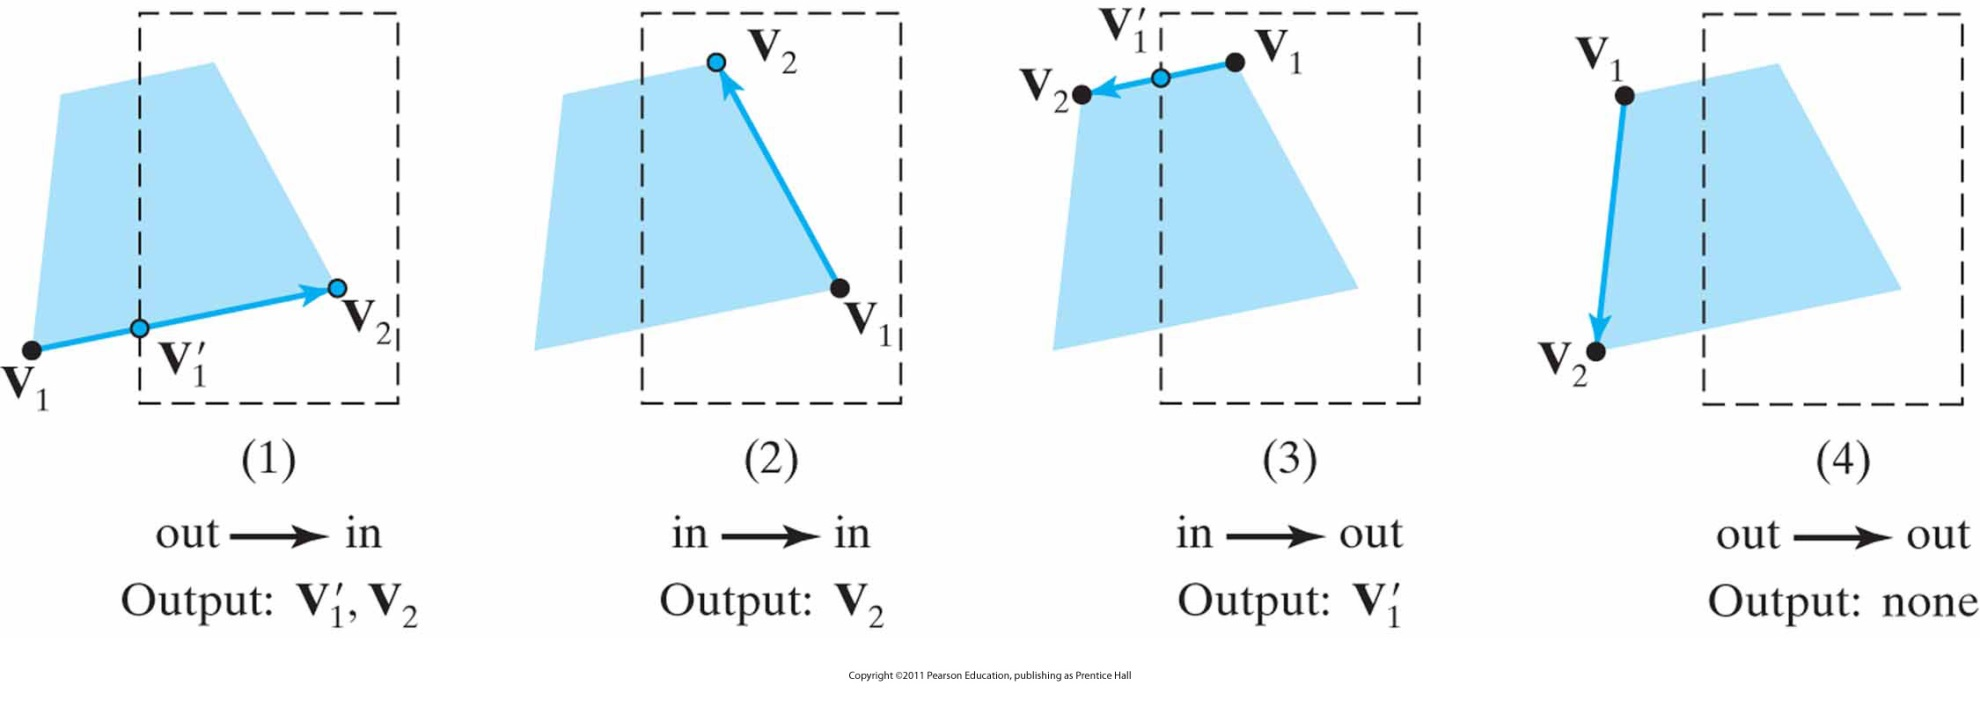 V₂
V′₁
V₁
V′₁
V₁
V₂
V₁
V₂
V₁
V′₁
V₁
V₂
(1)
(2)
(3)
(4)
out → in
in → in
in → out
out → out
Output: V′₁, V₂
Output: V₂
Output: V′₁
Output: none
Copyright ©2011 Pearson Education, publishing as Prentice Hall